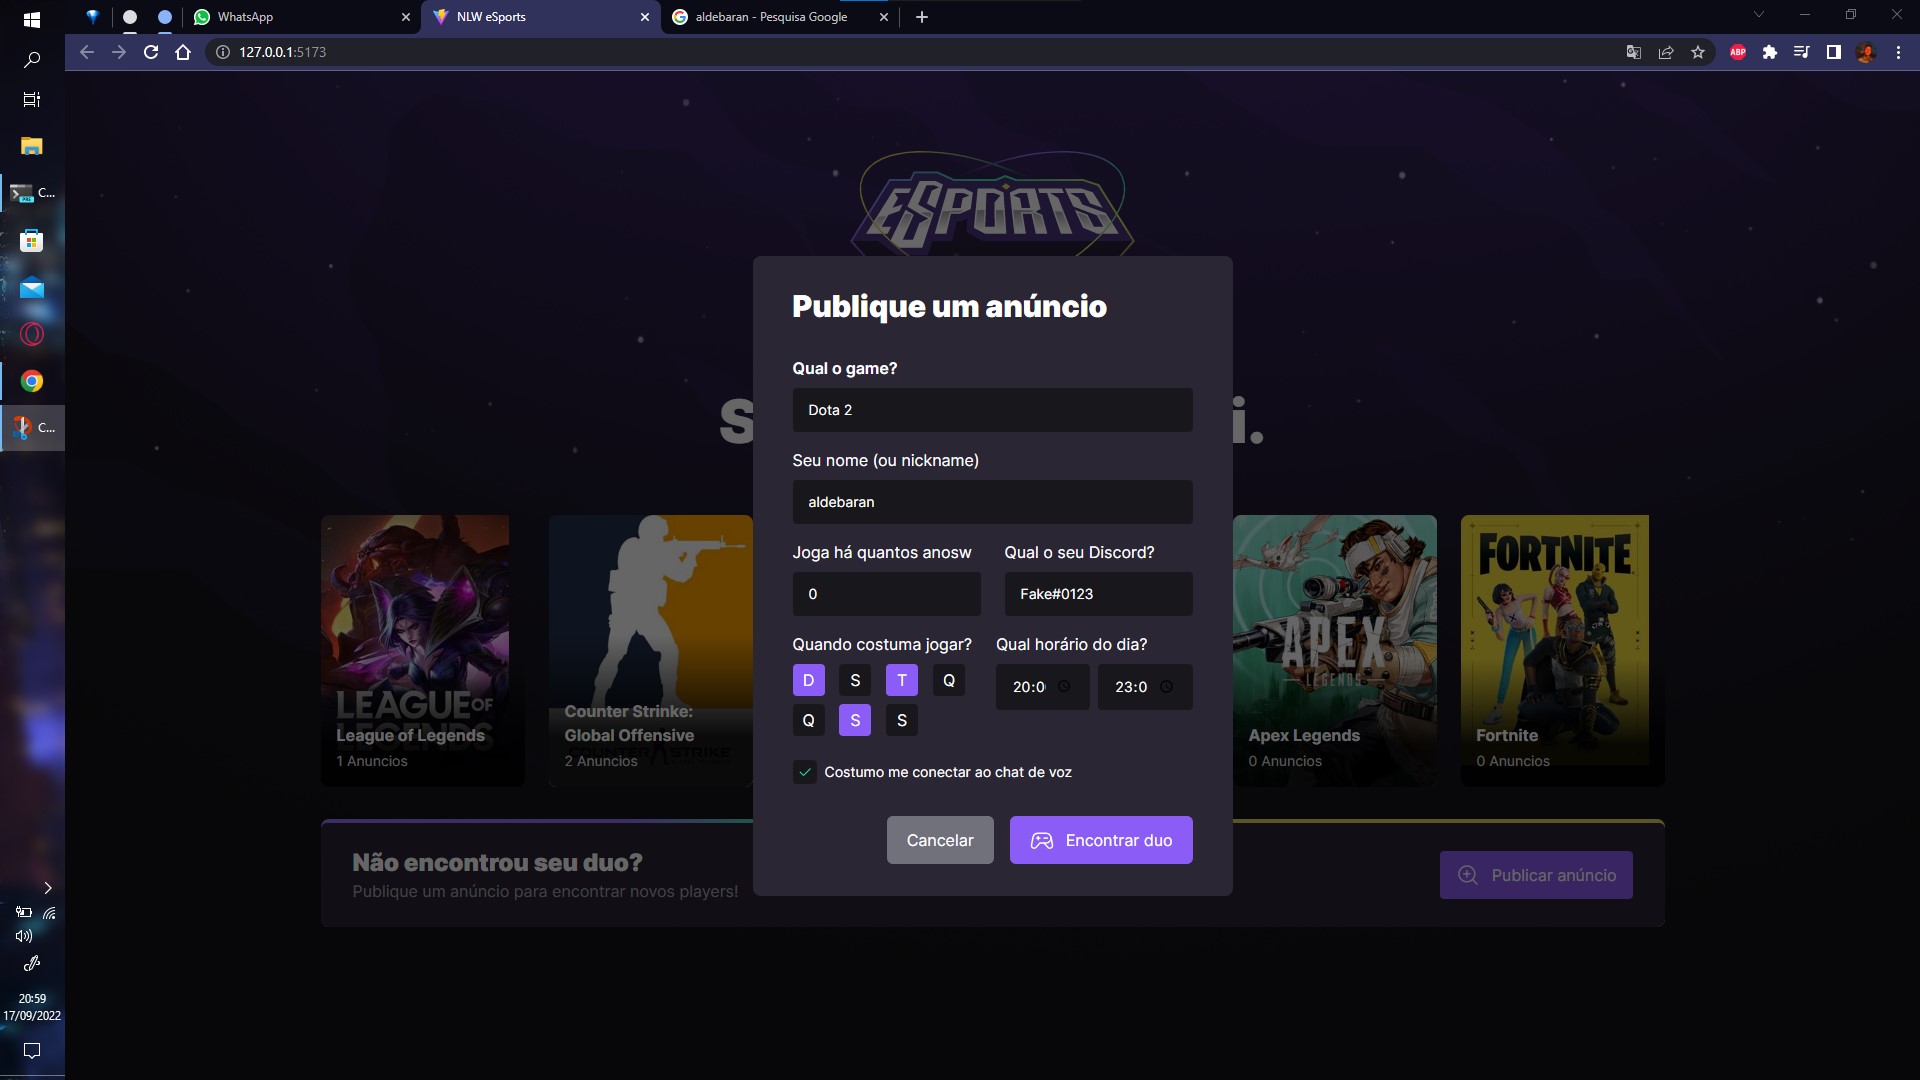 WhatsApp
NLW eSports
aldebaran - Pesquisa Google
127.0.0.1:5173
ABP
C...
PRE
C...
ESPORTS
S
i.
Publique um anúncio
Qual o game?
Dota 2
Seu nome (ou nickname)
aldebaran
Joga há quantos anosw
Qual o seu Discord?
0
Fake#0123
Quando costuma jogar?
Qual horário do dia?
D S T Q
Q S S
20:0
23:0
Costumo me conectar ao chat de voz
Cancelar
Encontrar duo
LEAGUE OF
LEGENDS
League of Legends
1 Anuncios
Counter Strinke:
Global Offensive
COUNTER STRIKE
2 Anuncios
APEX
LEGENDS
Apex Legends
0 Anuncios
FORTNITE
Fortnite
0 Anuncios
Não encontrou seu duo?
Publique um anúncio para encontrar novos players!
Publicar anúncio
20:59
17/09/2022